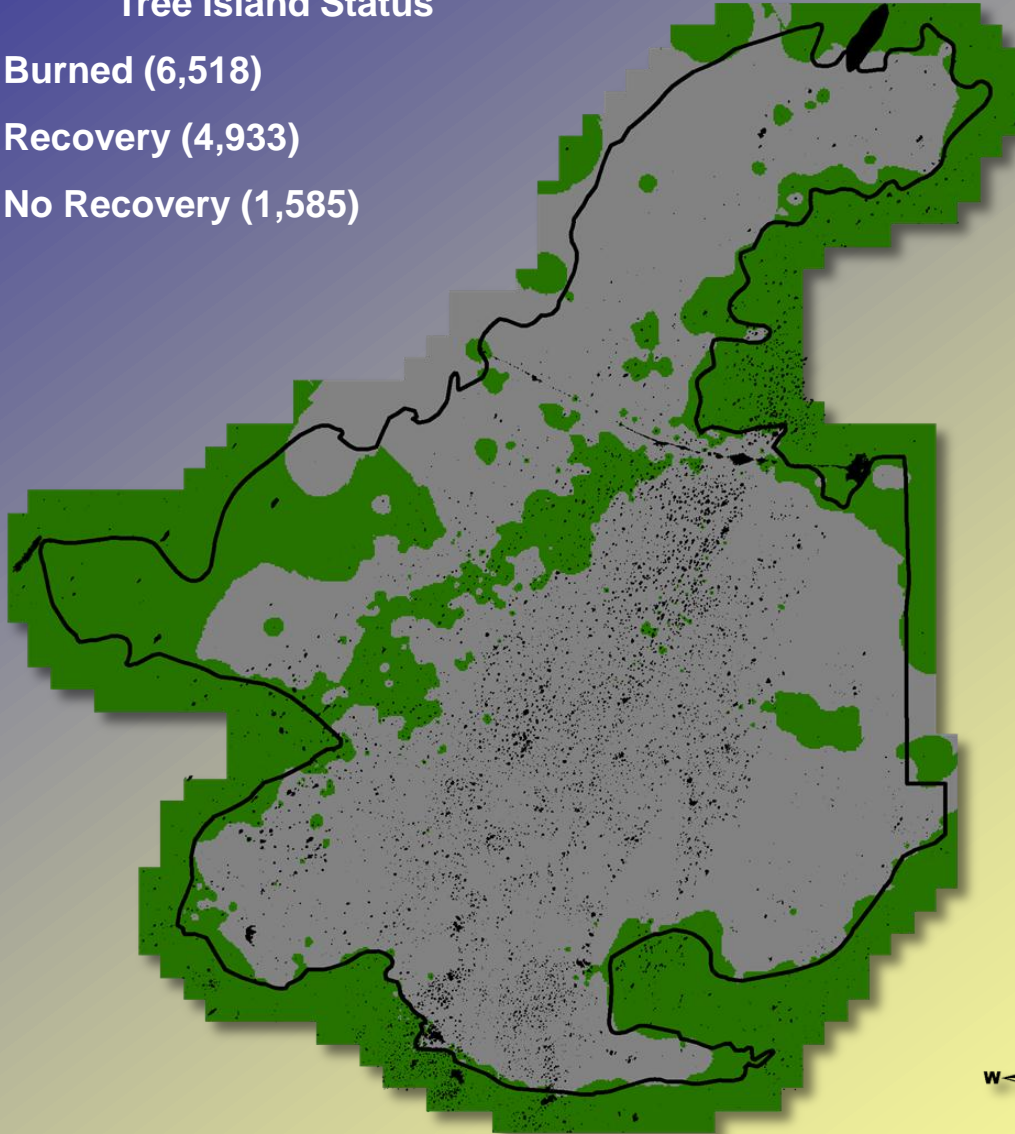 Tree Island Status
Burned (6,518)
Recovery (4,933)
No Recovery (1,585)
W